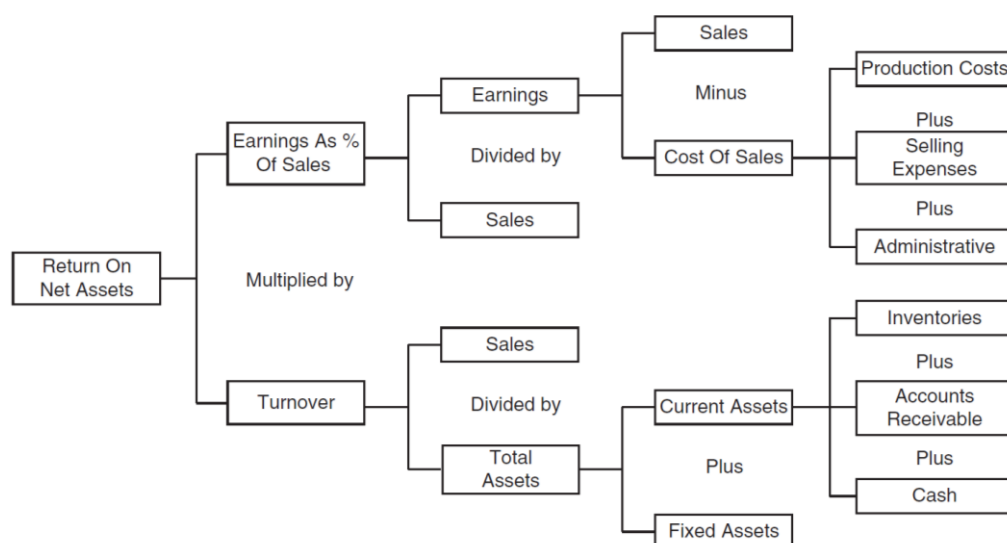 Sales
Production Costs
Earnings
Minus
Plus
Earnings As %
Of Sales
Divided by
Cost Of Sales
Selling
Expenses
Sales
Plus
Administrative
Return On
Net Assets
Multiplied by
Inventories
Sales
Plus
Turnover
Divided by
Current Assets
Accounts
Receivable
Total
Assets
Plus
Plus
Cash
Fixed Assets